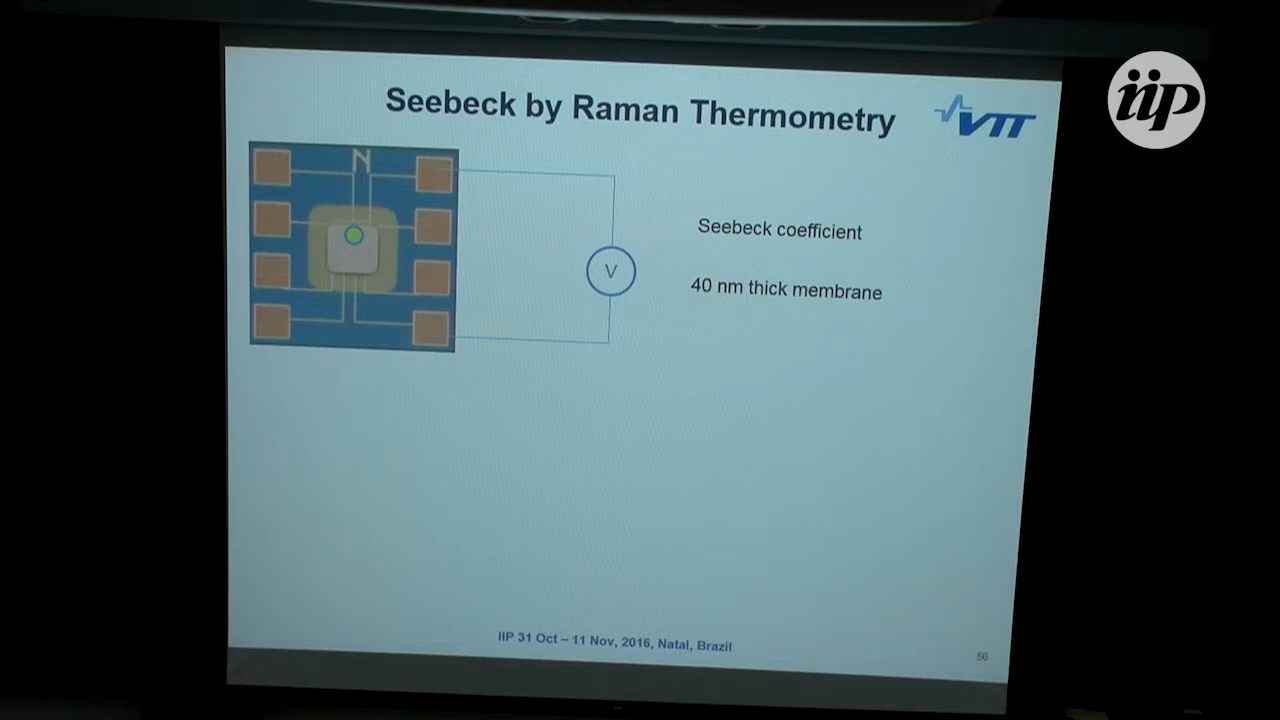 Seebeck by Raman Thermometry
VTT
iip
N
V
Seebeck coefficient
40 nm thick membrane
IIP 31 Oct – 11 Nov, 2016, Natal, Brazil
56